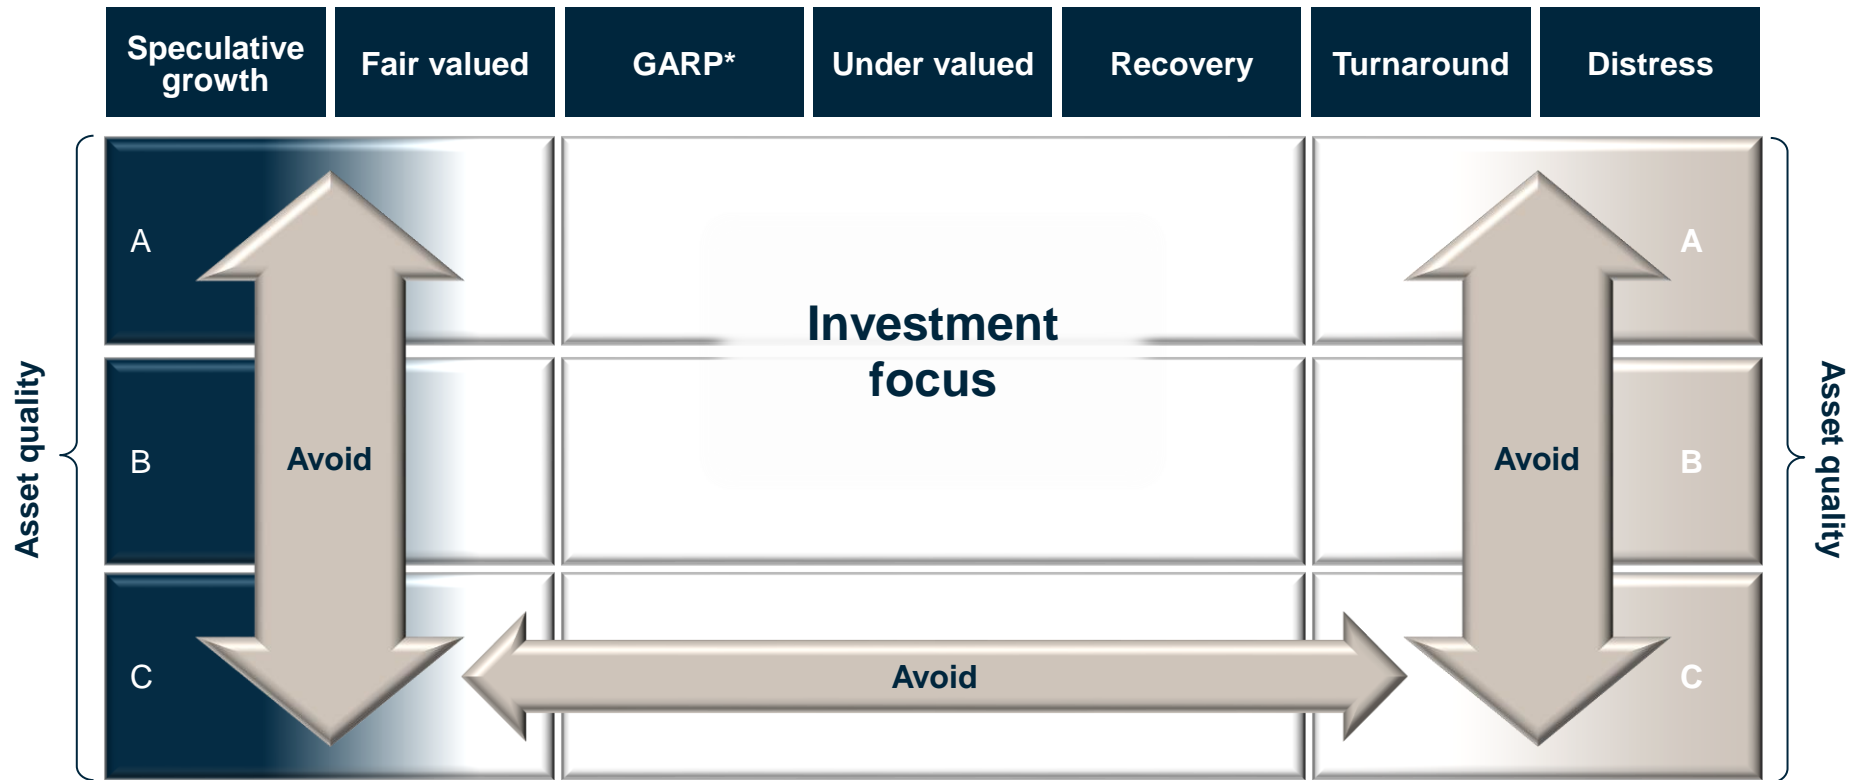 Speculative
growth
Fair valued
GARP*
Under valued
Recovery
Turnaround
Distress
Asset quality
A
A
Investment
focus
B
Avoid
Avoid
B
C
Avoid
C
Asset quality